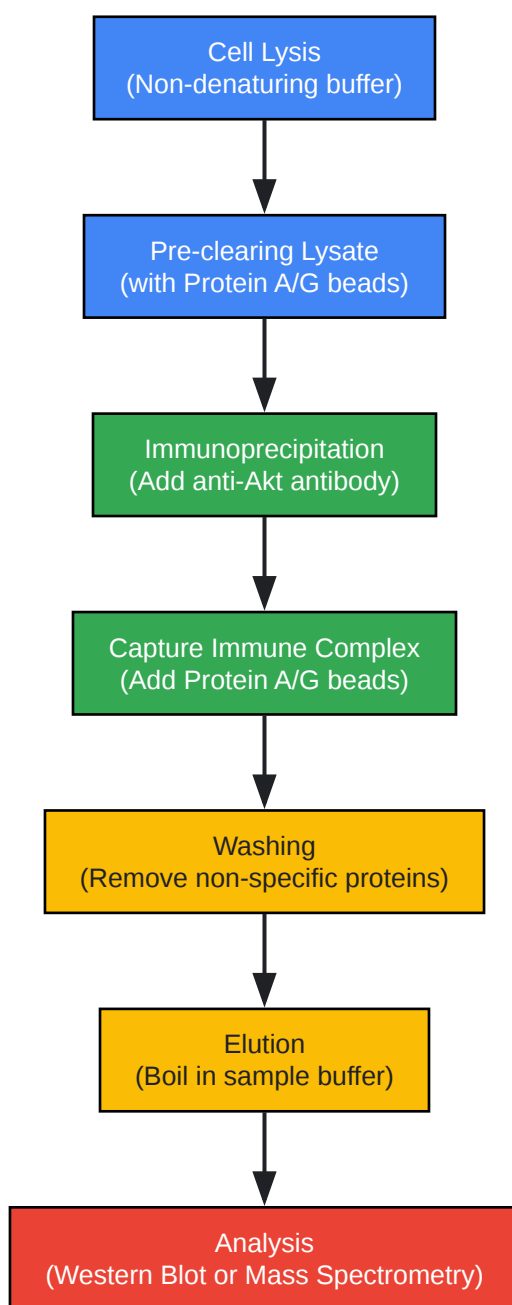 Cell Lysis
(Non-denaturing buffer)
Pre-clearing Lysate
(with Protein A/G beads)
Immunoprecipitation
(Add anti-Akt antibody)
Capture Immune Complex
(Add Protein A/G beads)
Washing
(Remove non-specific proteins)
Elution
(Boil in sample buffer)
Analysis
(Western Blot or Mass Spectrometry)